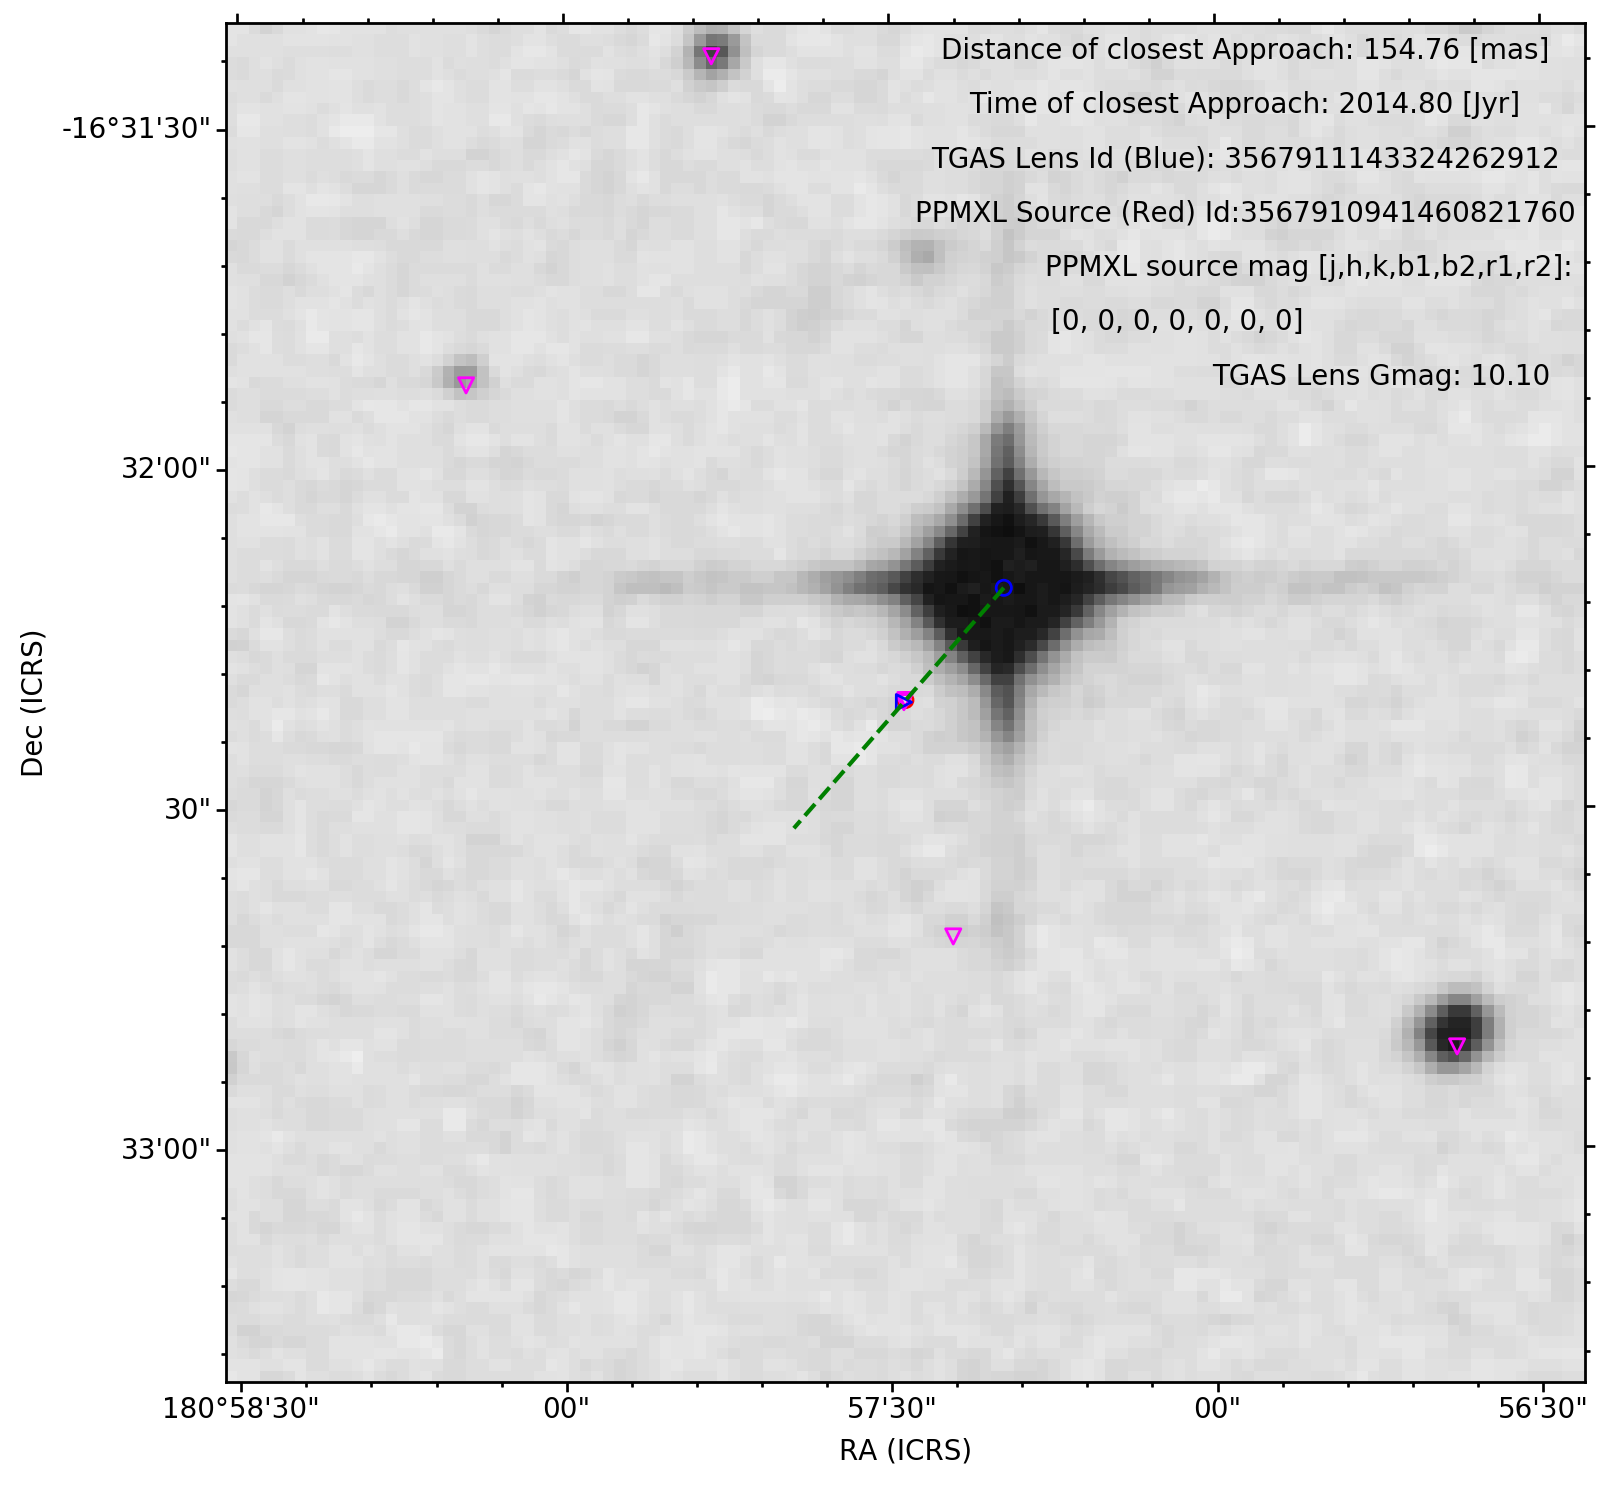 Distance of closest Approach: 154.76 [mas]
Time of closest Approach: 2014.80 [Jyr]
TGAS Lens Id (Blue): 3567911143324262912
PPMXL Source (Red) Id:3567910941460821760
PPMXL source mag [j,h,k,b1,b2,r1,r2]:
[0, 0, 0, 0, 0, 0, 0]
TGAS Lens Gmag: 10.10
-16°31'30"
32'00"
30"
33'00"
Dec (ICRS)
180°58'30" 00" 57'30" 00" 56'30"
RA (ICRS)